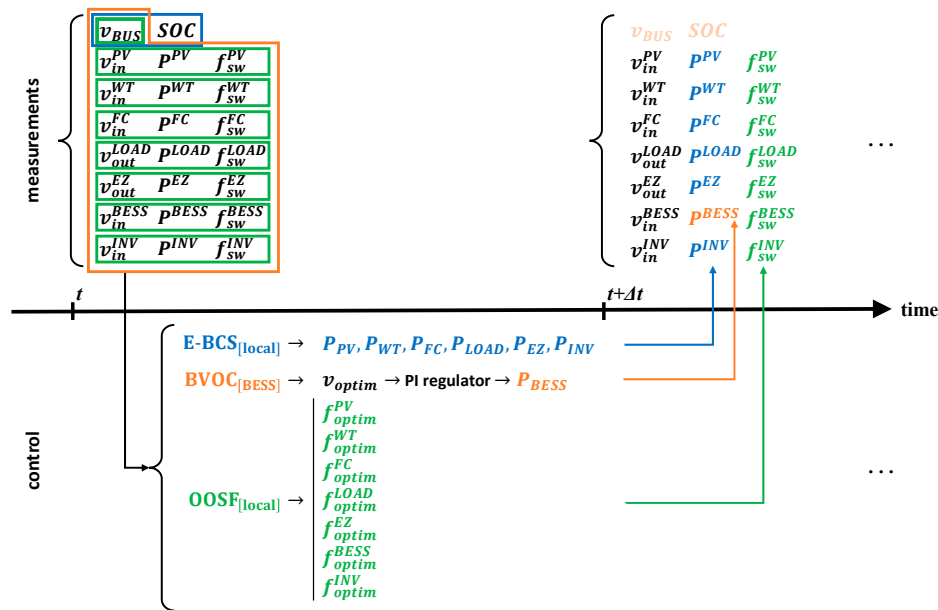 measurements
v_BUS SOC
v_in^PV P^PV f_sw^PV
v_in^WT P^WT f_sw^WT
v_in^FC P^FC f_sw^FC
v_out^LOAD P^LOAD f_sw^LOAD
v_out^EZ P^EZ f_sw^EZ
v_in^BESS P^BESS f_sw^BESS
v_in^INV P^INV f_sw^INV
v_BUS SOC
v_in^PV P^PV f_sw^PV
v_in^WT P^WT f_sw^WT
v_in^FC P^FC f_sw^FC
v_out^LOAD P^LOAD f_sw^LOAD
v_out^EZ P^EZ f_sw^EZ
v_in^BESS P^BESS f_sw^BESS
v_in^INV P^INV f_sw^INV
...
t
t+Δt
time
control
E-BCS[local] → P_PV, P_WT, P_FC, P_LOAD, P_EZ, P_INV
BVOC[BESS] → v_optim → PI regulator → P_BESS
OOSF[local] →
f_optim^PV
f_optim^WT
f_optim^FC
f_optim^LOAD
f_optim^EZ
f_optim^BESS
f_optim^INV
...